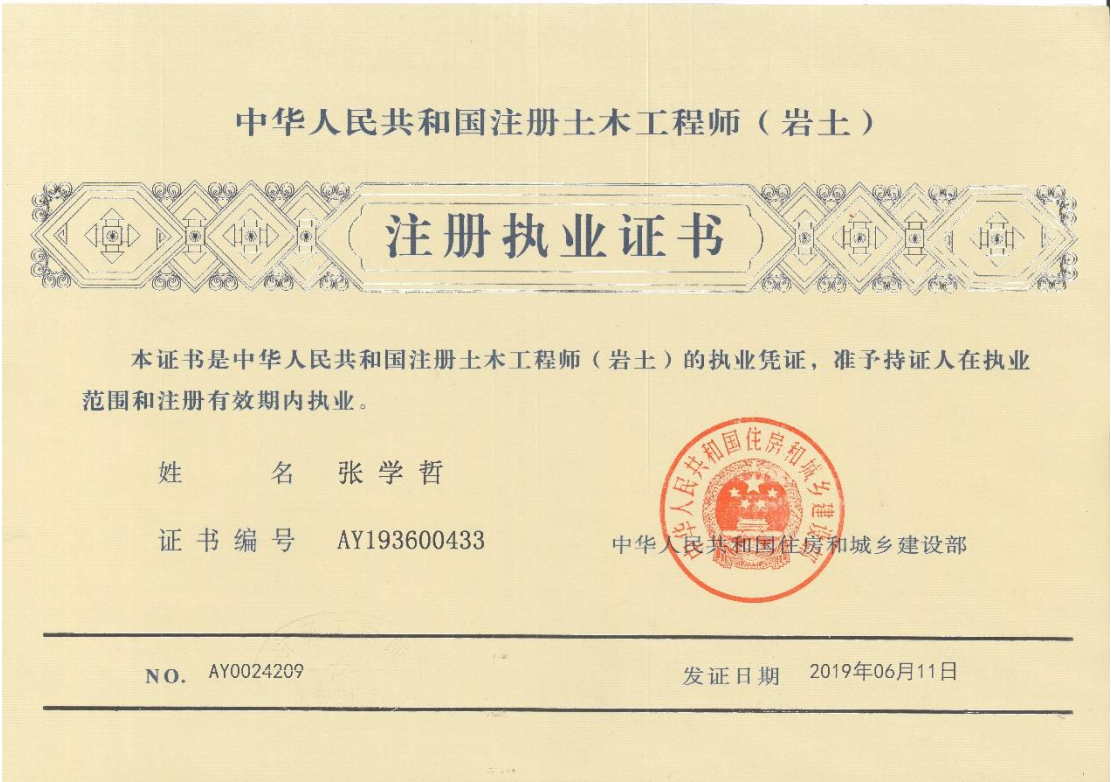 中华人民共和国注册土木工程师（岩土）
注册执业证书
本证书是中华人民共和国注册土木工程师（岩土）的执业凭证，准予持证人在执业
范围和注册有效期内执业。
姓 名 张学哲
证书编号 AY193600433
中华人民共和国住房和城乡建设部
中华人民共和国住房和城乡建设部
NO. AY0024209 发证日期 2019年06月11日